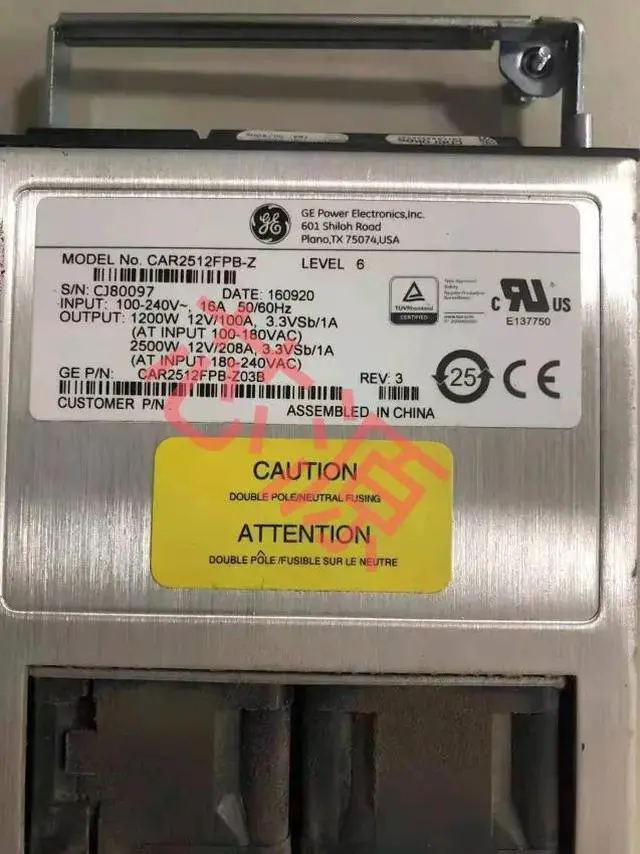 GE Power Electronics,Inc.
601 Shiloh Road
Plano,TX 75074,USA
MODEL No. CAR2512FPB-Z LEVEL 6
S/N: CJ80097 DATE: 160920
INPUT: 100-240V~ 16A 50/60Hz
OUTPUT: 1200W 12V/100A, 3.3VSb/1A
(AT INPUT 100-180VAC)
2500W 12V/208A, 3.3VSb/1A
(AT INPUT 180-240VAC)
TUVRheinland
CERTIFIED
c US
E137750
GE P/N: CAR2512FPB-Z03B REV: 3
25
CE
CUSTOMER P/N ASSEMBLED IN CHINA
CAUTION
DOUBLE POLE/NEUTRAL FUSING
ATTENTION
DOUBLE PÔLE /FUSIBLE SUR LE NEUTRE